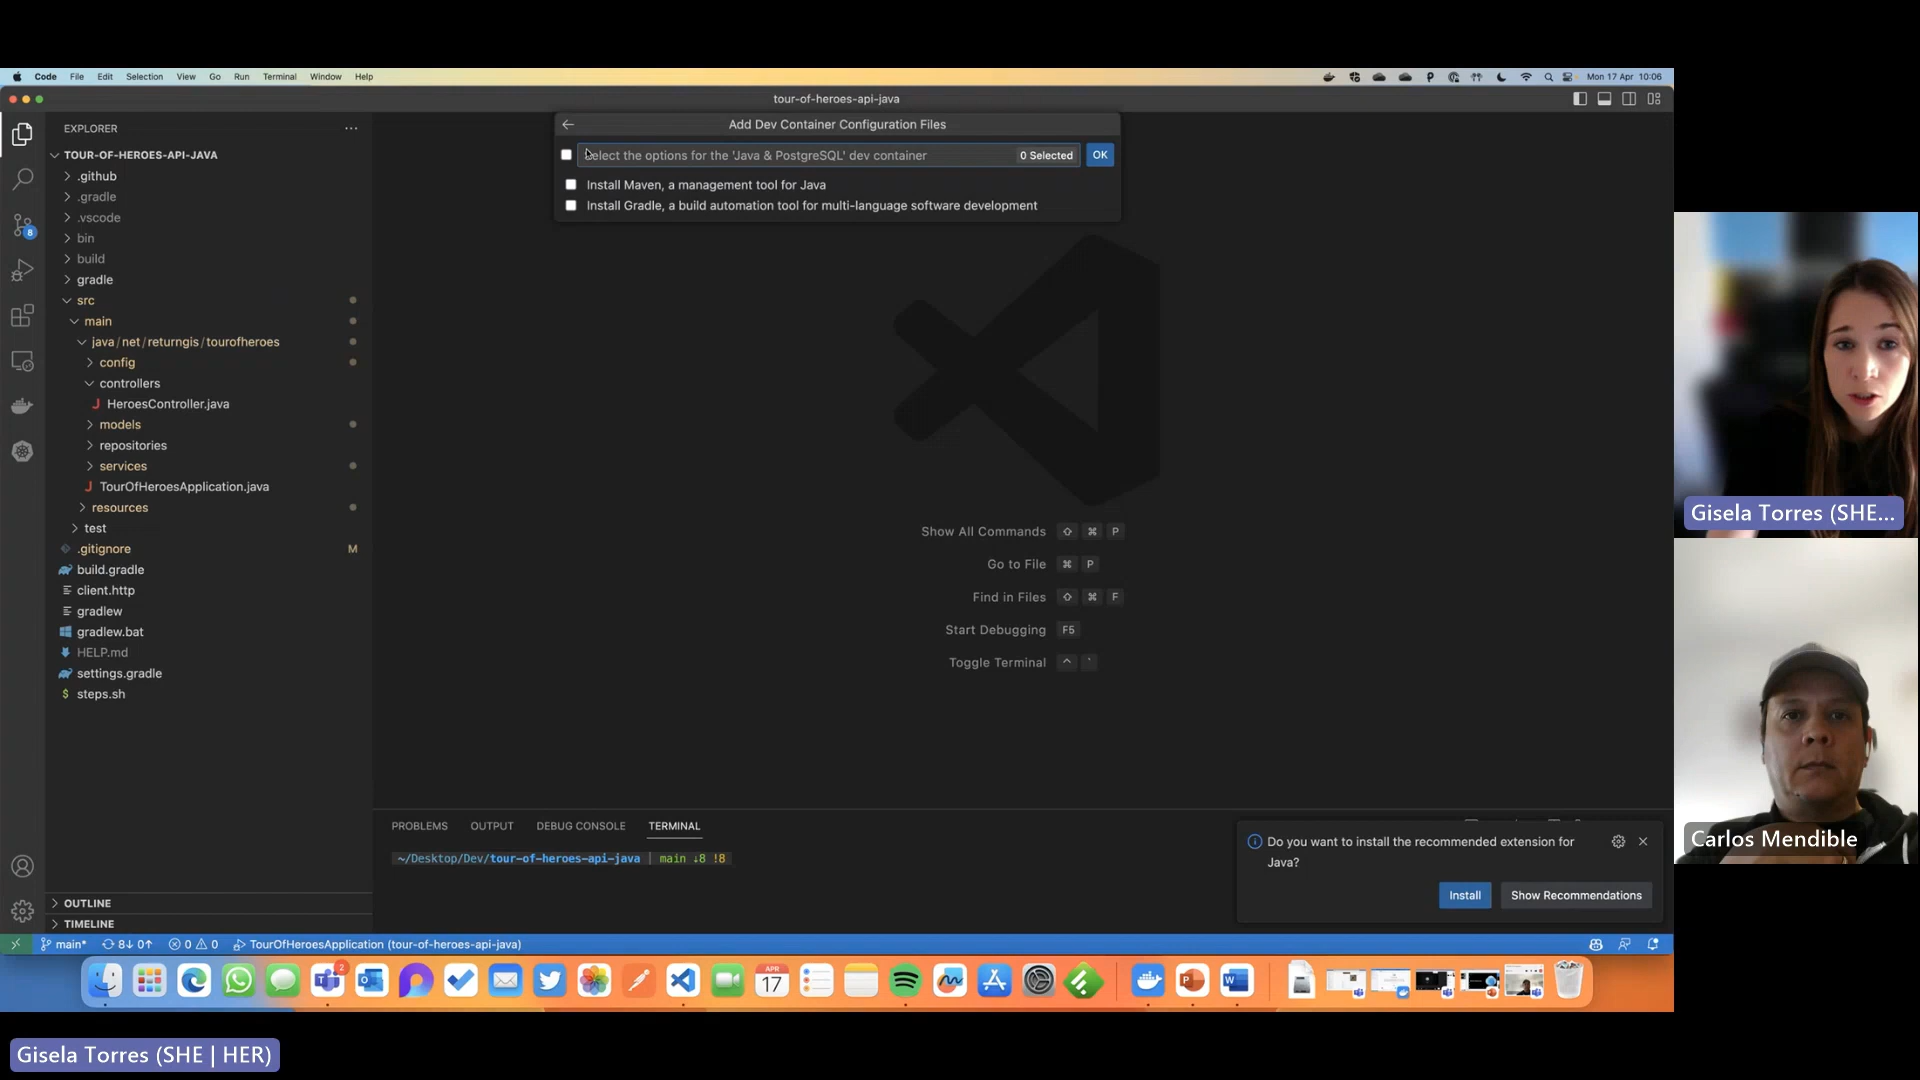 Code File Edit Selection View Go Run Terminal Window Help
Mon 17 Apr 10:06
tour-of-heroes-api-java
EXPLORER
Add Dev Container Configuration Files
Select the options for the 'Java & PostgreSQL' dev container
0 Selected
OK
Install Maven, a management tool for Java
Install Gradle, a build automation tool for multi-language software development
TOUR-OF-HEROES-API-JAVA
.github
.gradle
.vscode
bin
build
gradle
src
main
java/net/returngis/tourofheroes
config
controllers
J HeroesController.java
models
repositories
services
J TourOfHeroesApplication.java
resources
test
.gitignore M
build.gradle
client.http
gradlew
gradlew.bat
HELP.md
settings.gradle
$ steps.sh
8
Show All Commands ⇧ ⌘ P
Go to File ⌘ P
Find in Files ⇧ ⌘ F
Start Debugging F5
Toggle Terminal ^ `
PROBLEMS OUTPUT DEBUG CONSOLE TERMINAL
~/Desktop/Dev/tour-of-heroes-api-java | main ↓8 !8
Do you want to install the recommended extension for
Java?
Install
Show Recommendations
OUTLINE
TIMELINE
main* 8↓ 0↑ 0 0 TourOfHeroesApplication (tour-of-heroes-api-java)
2
APR
17
Gisela Torres (SHE...
Carlos Mendible
Gisela Torres (SHE | HER)